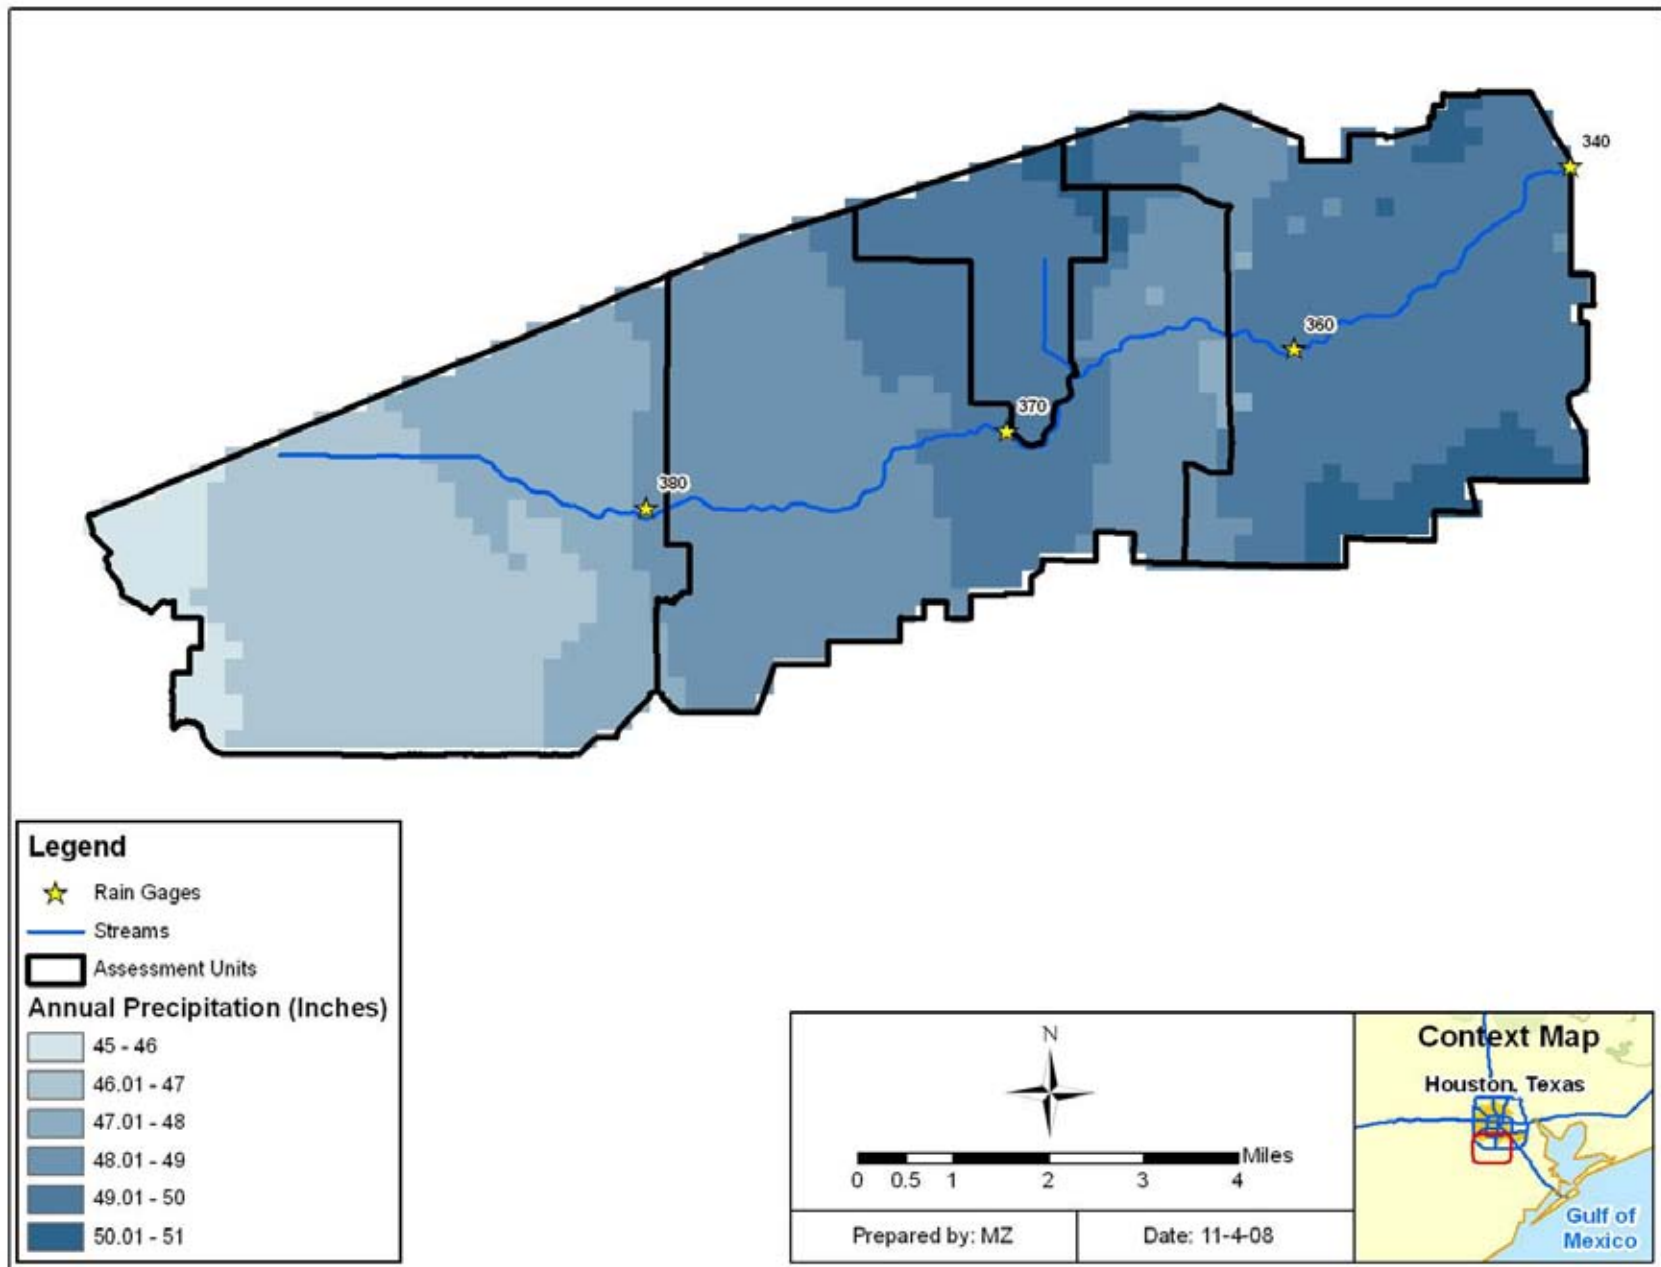 340
360
370
380
Legend
Rain Gages
Streams
Assessment Units
Annual Precipitation (Inches)
45 - 46
46.01 - 47
47.01 - 48
48.01 - 49
49.01 - 50
50.01 - 51
N
Miles
0 0.5 1 2 3 4
Prepared by: MZ
Date: 11-4-08
Context Map
Houston, Texas
Gulf of
Mexico